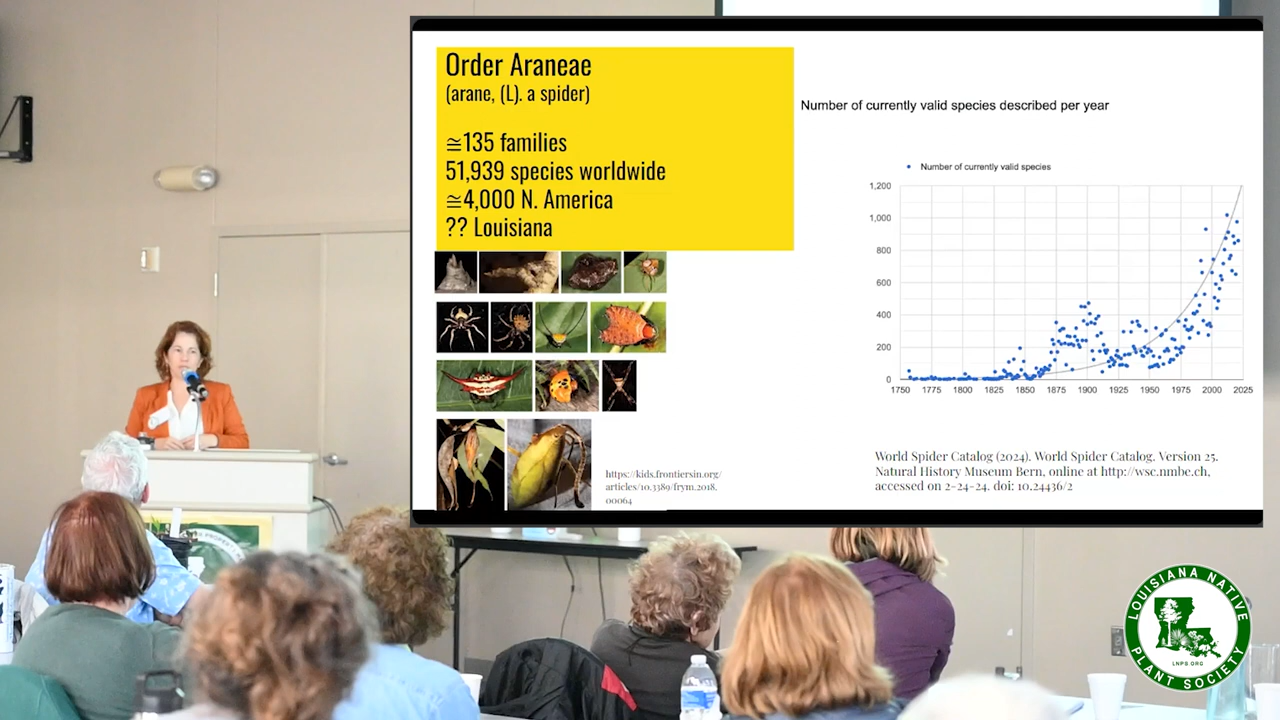 Order Araneae
(arane, (L). a spider)
≅135 families
51,939 species worldwide
≅4,000 N. America
?? Louisiana
https://kids.frontiersin.org/
articles/10.3389/frym.2018.
00064
Number of currently valid species described per year
Number of currently valid species
1,200
1,000
800
600
400
200
0
1750 1775 1800 1825 1850 1875 1900 1925 1950 1975 2000 2025
World Spider Catalog (2024). World Spider Catalog. Version 25.
Natural History Museum Bern, online at http://wsc.nmbe.ch,
accessed on 2-24-24. doi: 10.24436/2
LOUISIANA NATIVE
PLANT SOCIETY
LNPS.ORG